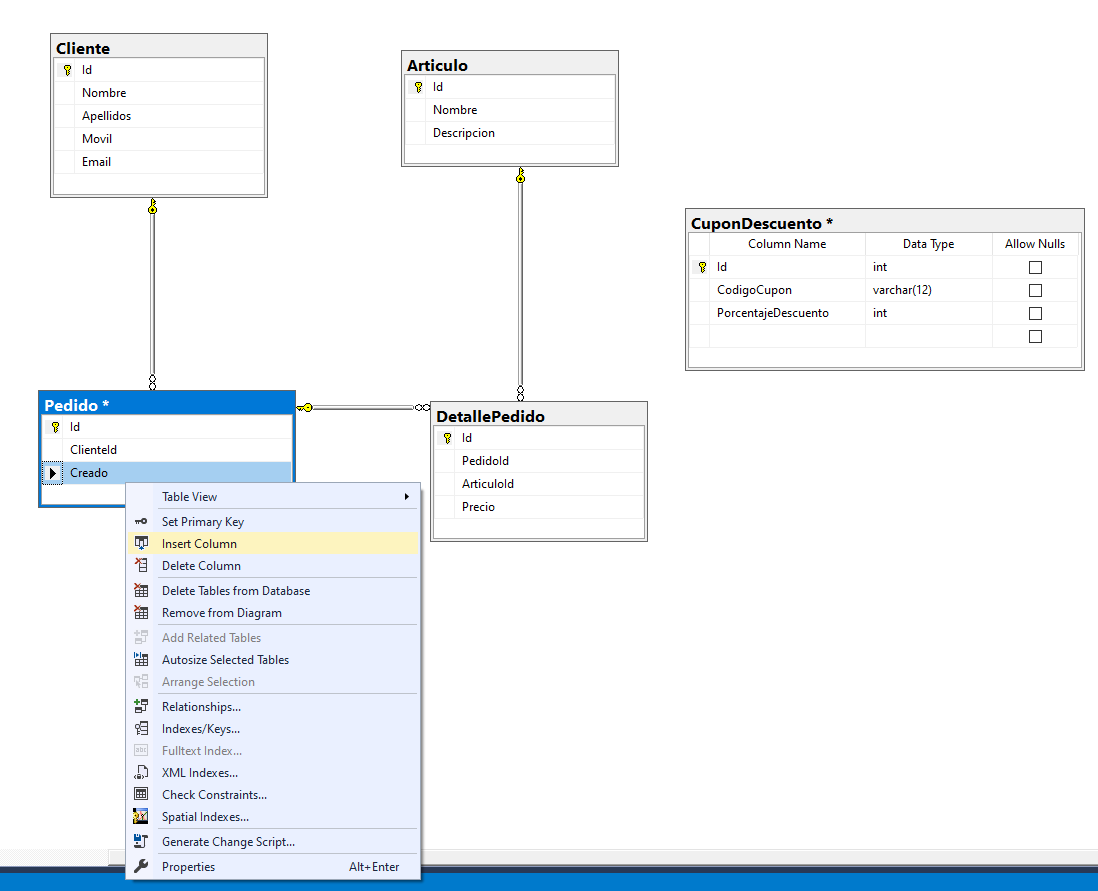 Cliente
Id
Nombre
Apellidos
Movil
Email
Articulo
Id
Nombre
Descripcion
CuponDescuento *
Column Name Data Type Allow Nulls
Id int
CodigoCupon varchar(12)
PorcentajeDescuento int
Pedido *
Id
ClienteId
Creado
DetallePedido
Id
PedidoId
ArticuloId
Precio
Table View
Set Primary Key
Insert Column
Delete Column
Delete Tables from Database
Remove from Diagram
Add Related Tables
Autosize Selected Tables
Arrange Selection
Relationships...
Indexes/Keys...
Fulltext Index...
XML Indexes...
Check Constraints...
Spatial Indexes...
Generate Change Script...
Properties Alt+Enter